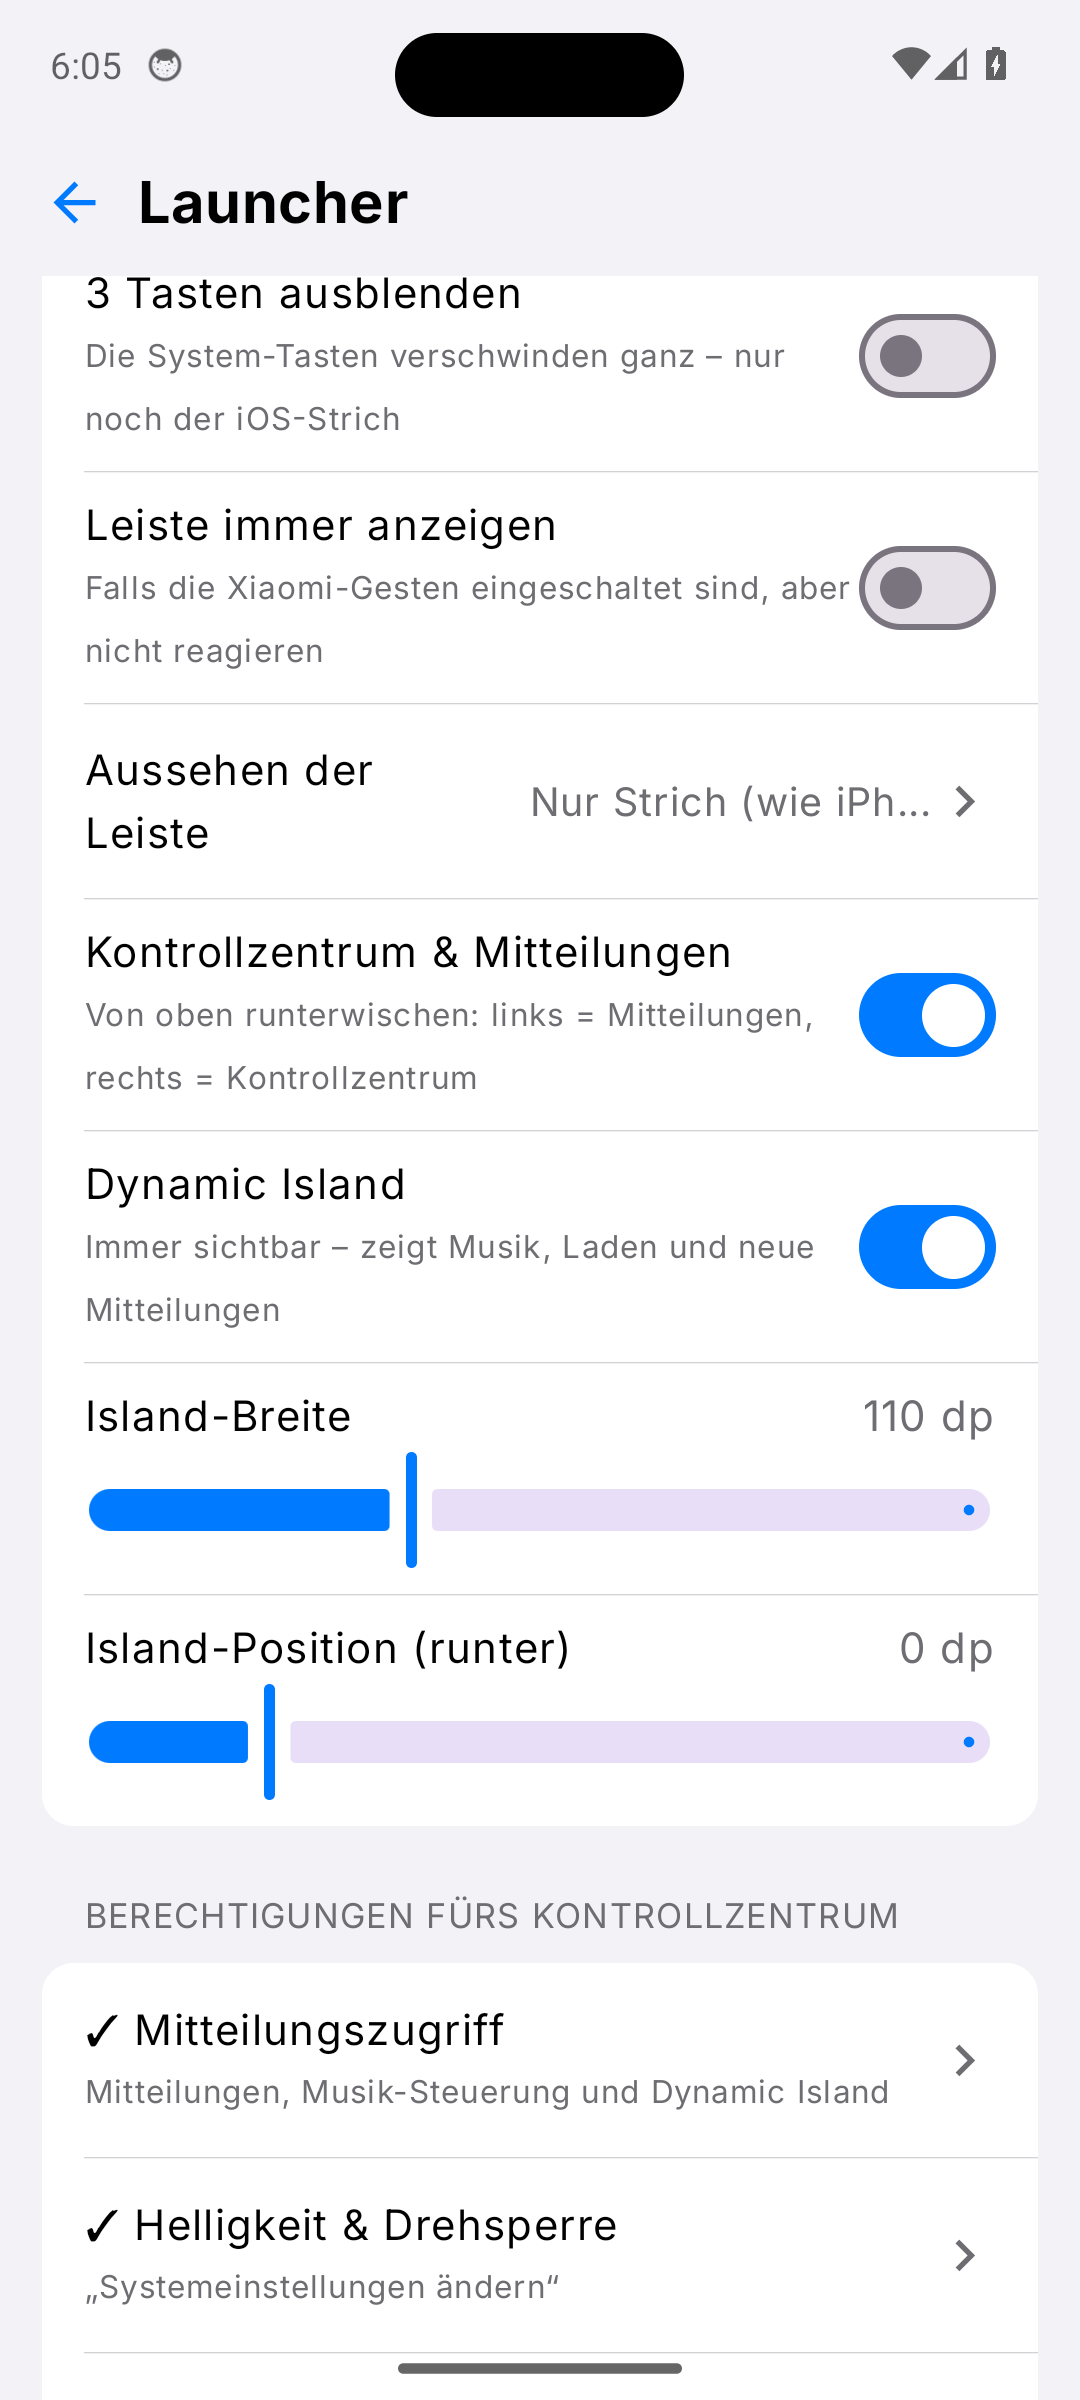 6:05
Launcher
3 Tasten ausblenden
Die System-Tasten verschwinden ganz – nur
noch der iOS-Strich
Leiste immer anzeigen
Falls die Xiaomi-Gesten eingeschaltet sind, aber
nicht reagieren
Aussehen der
Leiste
Nur Strich (wie iPh...
Kontrollzentrum & Mitteilungen
Von oben runterwischen: links = Mitteilungen,
rechts = Kontrollzentrum
Dynamic Island
Immer sichtbar – zeigt Musik, Laden und neue
Mitteilungen
Island-Breite
110 dp
Island-Position (runter)
0 dp
BERECHTIGUNGEN FÜRS KONTROLLZENTRUM
✓ Mitteilungszugriff
Mitteilungen, Musik-Steuerung und Dynamic Island
✓ Helligkeit & Drehsperre
„Systemeinstellungen ändern“